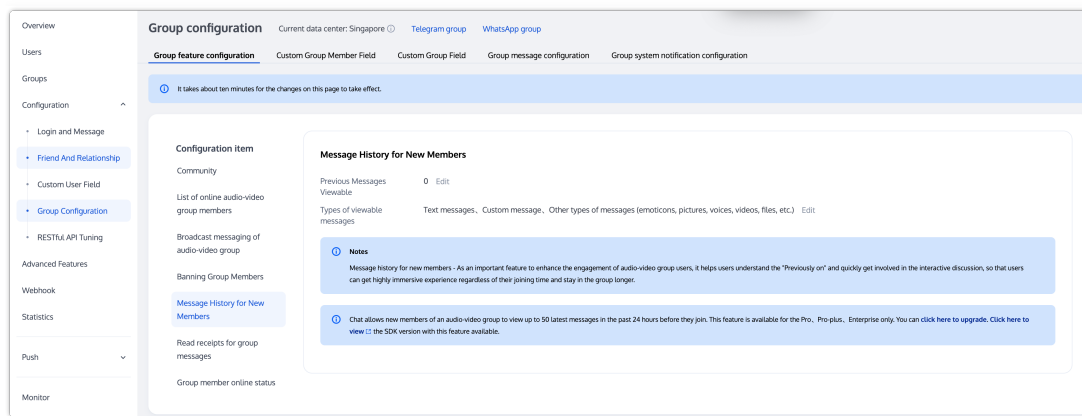 Overview
Users
Groups
Configuration
Login and Message
Friend And Relationship
Custom User Field
Group Configuration
RESTful API Tuning
Advanced Features
Webhook
Statistics
Push
Monitor
Group configuration
Current data center: Singapore
Telegram group
WhatsApp group
Group feature configuration
Custom Group Member Field
Custom Group Field
Group message configuration
Group system notification configuration
It takes about ten minutes for the changes on this page to take effect.
Configuration item
Community
List of online audio-video
group members
Broadcast messaging of
audio-video group
Banning Group Members
Message History for New
Members
Read receipts for group
messages
Group member online status
Message History for New Members
Previous Messages
Viewable
0 Edit
Types of viewable
messages
Text messages、Custom message、Other types of messages (emoticons, pictures, voices, videos, files, etc.) Edit
Notes
Message history for new members - As an important feature to enhance the engagement of audio-video group users, it helps users understand the "Previously on" and quickly get involved in the interactive discussion, so that users
can get highly immersive experience regardless of their joining time and stay in the group longer.
Chat allows new members of an audio-video group to view up to 50 latest messages in the past 24 hours before they join. This feature is available for the Pro、Pro-plus、Enterprise only. You can click here to upgrade. Click here to
view the SDK version with this feature available.